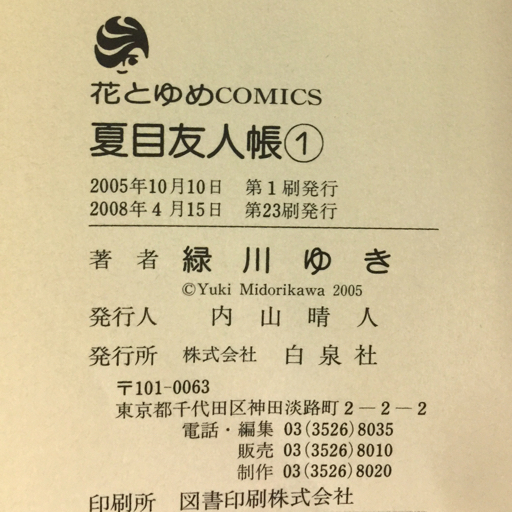 花とゆめCOMICS
夏目友人帳①
2005年10月10日 第1刷発行
2008年4月15日 第23刷発行
著者 緑川ゆき
©Yuki Midorikawa 2005
発行人 内山晴人
発行所 株式会社 白泉社
〒101-0063
東京都千代田区神田淡路町2-2-2
電話・編集 03(3526)8035
販売 03(3526)8010
制作 03(3526)8020
印刷所 図書印刷株式会社